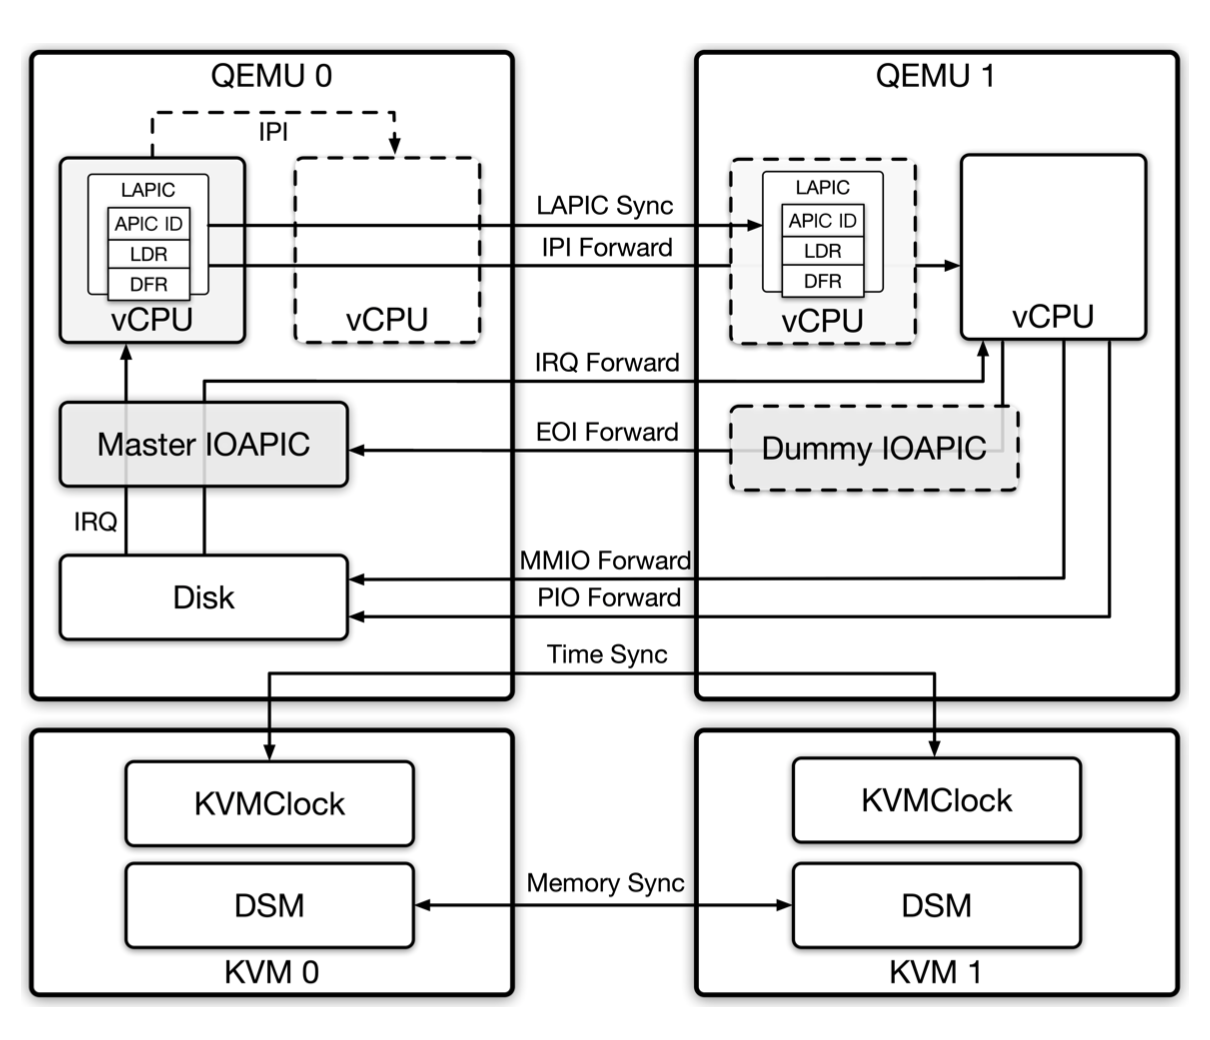 QEMU 0
QEMU 1
IPI
LAPIC
APIC ID
LDR
DFR
vCPU
vCPU
LAPIC Sync
IPI Forward
LAPIC
APIC ID
LDR
DFR
vCPU
vCPU
IRQ Forward
Master IOAPIC
EOI Forward
Dummy IOAPIC
IRQ
Disk
MMIO Forward
PIO Forward
Time Sync
KVMClock
KVMClock
DSM
Memory Sync
DSM
KVM 0
KVM 1